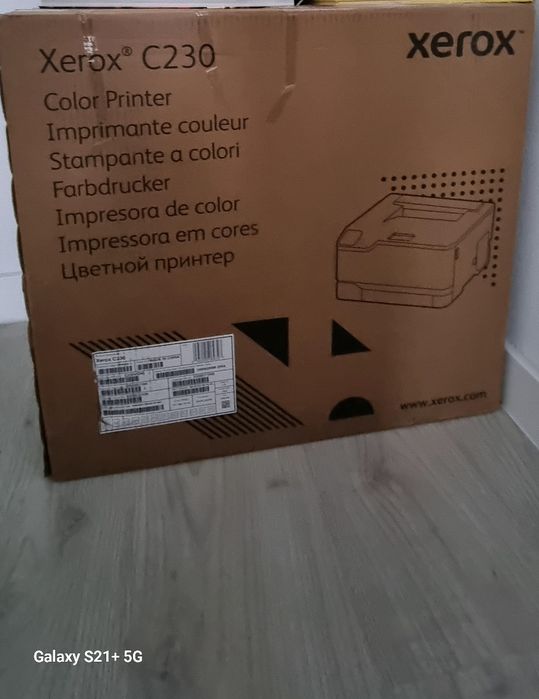 Xerox® C230
xerox™
Color Printer
Imprimante couleur
Stampante a colori
Farbdrucker
Impresora de color
Impressora em cores
Цветной принтер
Xerox C230
www.xerox.com
Galaxy S21+ 5G